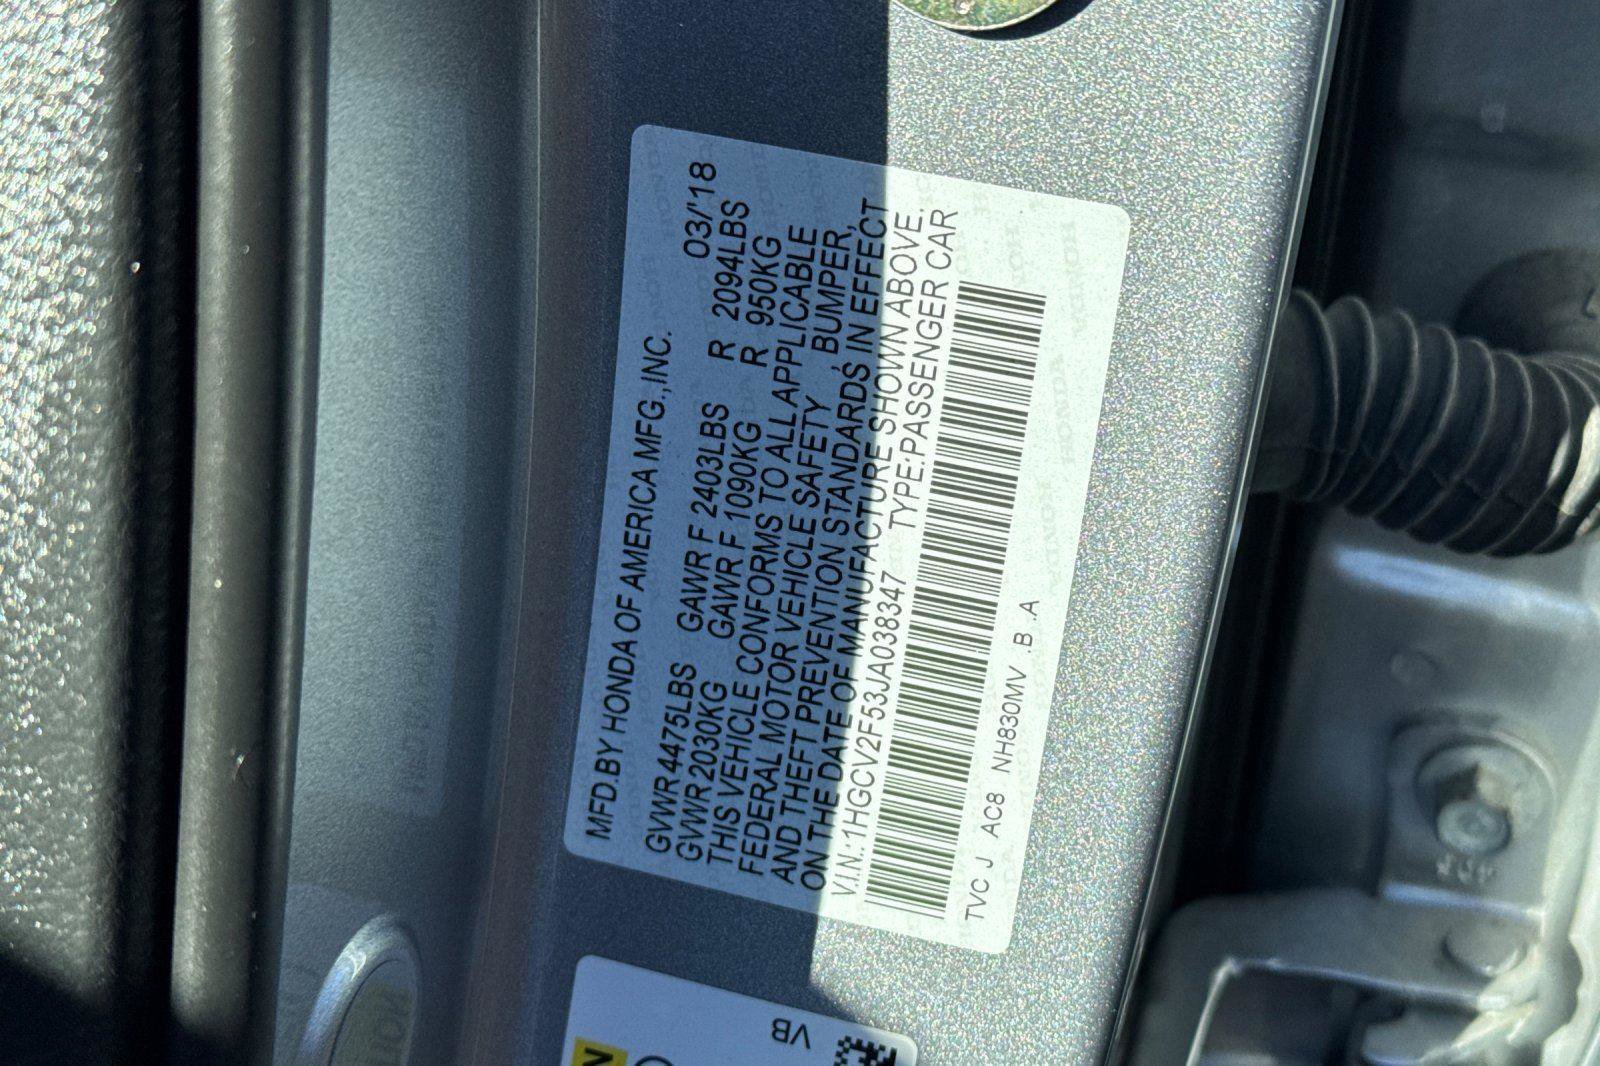 MFD.BY HONDA OF AMERICA MFG.,INC.
03/'18
GVWR 4475LBS GAWR F 2403LBS R 2094LBS
GVWR 2030KG GAWR F 1090KG R 950KG
THIS VEHICLE CONFORMS TO ALL APPLICABLE
FEDERAL MOTOR VEHICLE SAFETY, BUMPER,
AND THEFT PREVENTION STANDARDS IN EFFECT
ON THE DATE OF MANUFACTURE SHOWN ABOVE.
V.I.N.:1HGCV2F53JA038347 TYPE:PASSENGER CAR
TVC J AC8 NH830MV .B .A
VB